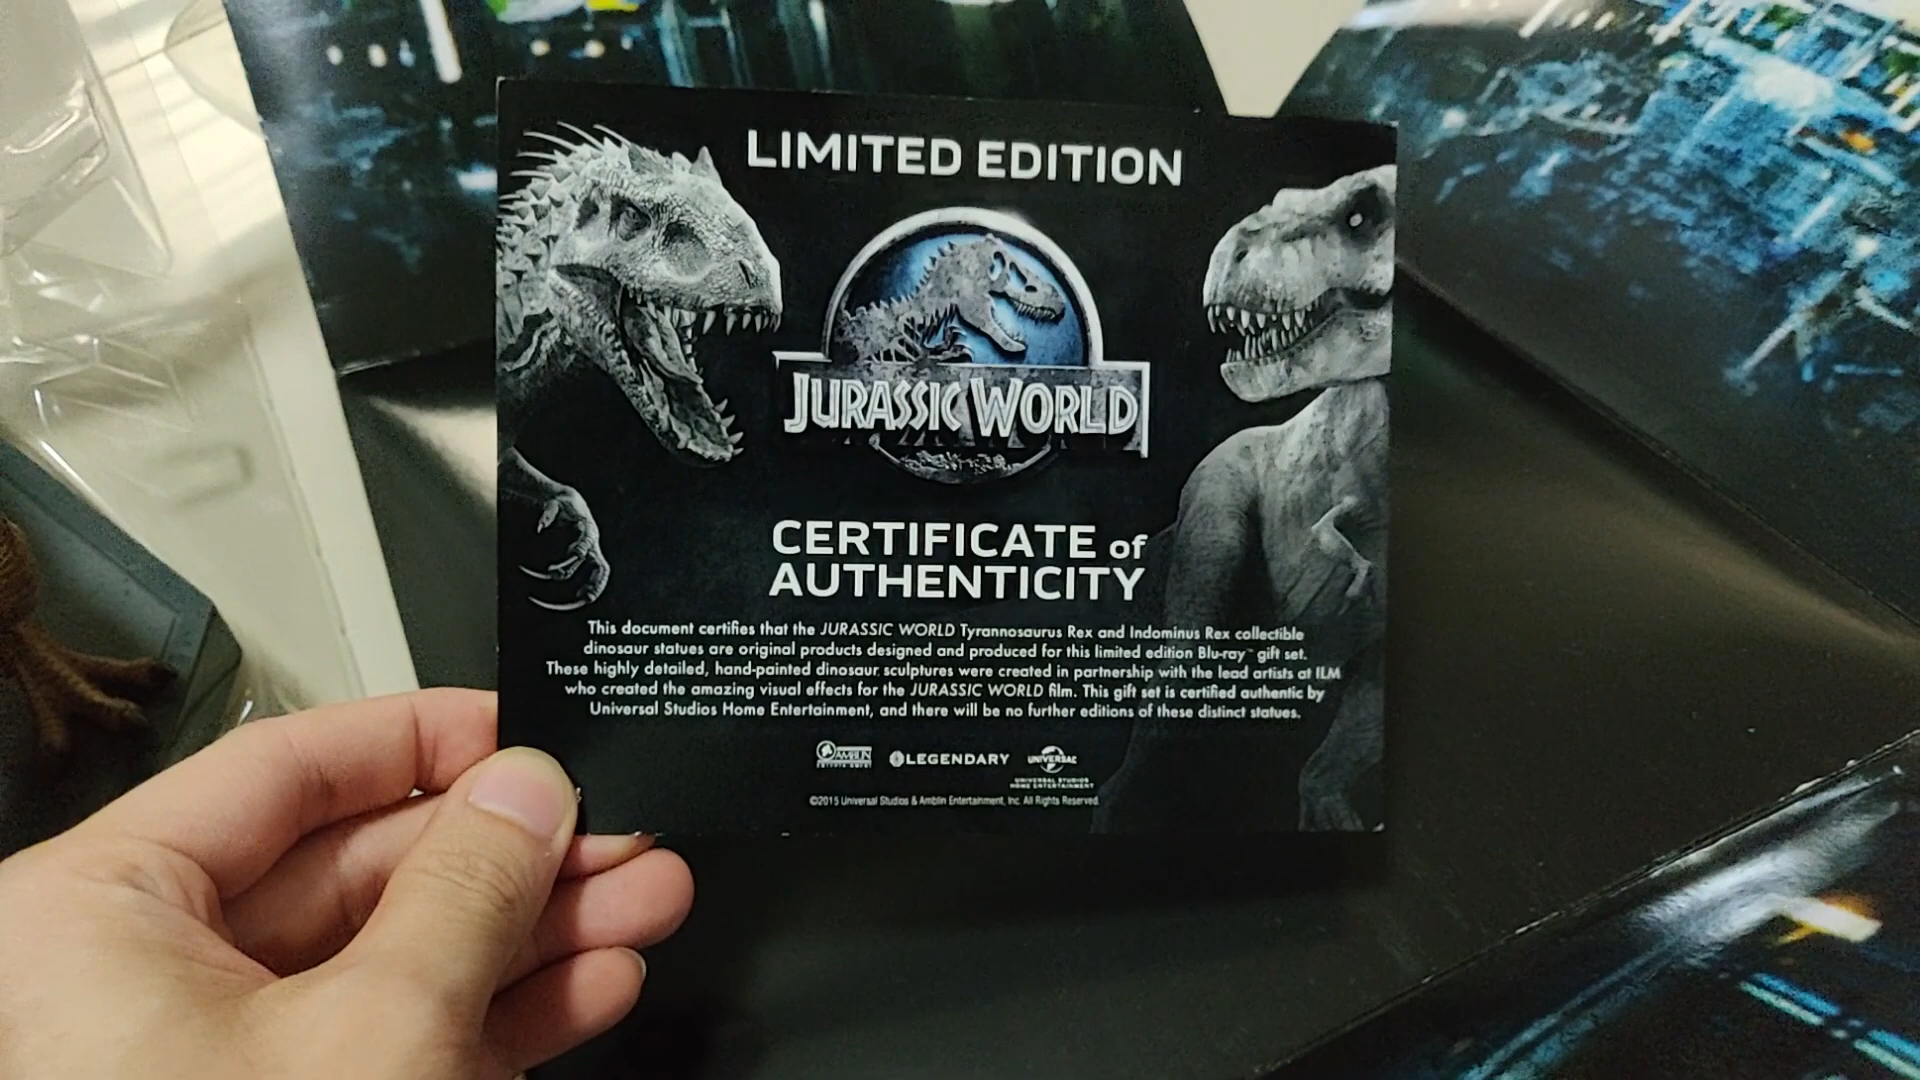 LIMITED EDITION
JURASSIC WORLD
CERTIFICATE of
AUTHENTICITY
This document certifies that the JURASSIC WORLD Tyrannosaurus Rex and Indominus Rex collectible
dinosaur statues are original products designed and produced for this limited edition Blu-ray™ gift set.
These highly detailed, hand-painted dinosaur sculptures were created in partnership with the lead artists at ILM
who created the amazing visual effects for the JURASSIC WORLD film. This gift set is certified authentic by
Universal Studios Home Entertainment, and there will be no further editions of these distinct statues.
AMBLIN LEGENDARY UNIVERSAL
UNIVERSAL STUDIOS
HOME ENTERTAINMENT
©2015 Universal Studios & Amblin Entertainment, Inc. All Rights Reserved.